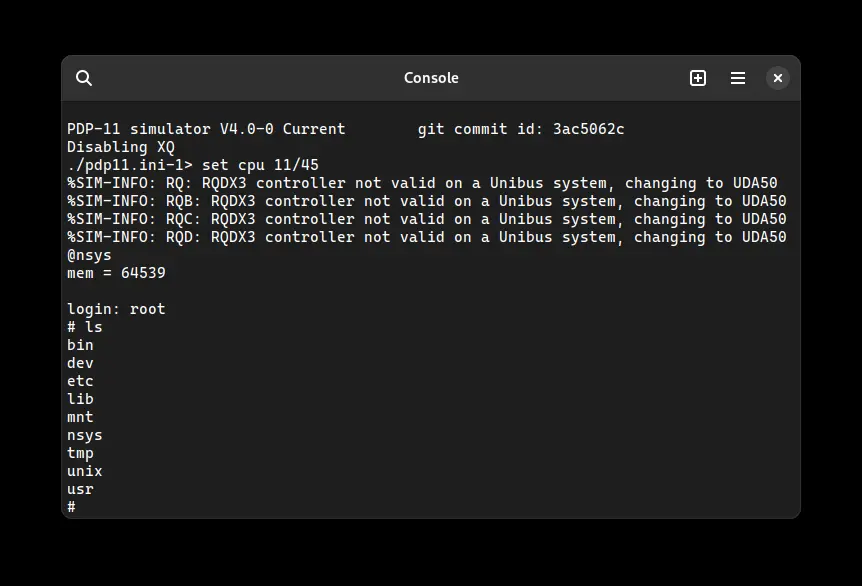 Console
PDP-11 simulator V4.0-0 Current        git commit id: 3ac5062c
Disabling XQ
./pdp11.ini-1> set cpu 11/45
%SIM-INFO: RQ: RQDX3 controller not valid on a Unibus system, changing to UDA50
%SIM-INFO: RQB: RQDX3 controller not valid on a Unibus system, changing to UDA50
%SIM-INFO: RQC: RQDX3 controller not valid on a Unibus system, changing to UDA50
%SIM-INFO: RQD: RQDX3 controller not valid on a Unibus system, changing to UDA50
@nsys
mem = 64539
login: root
# ls
bin
dev
etc
lib
mnt
nsys
tmp
unix
usr
#